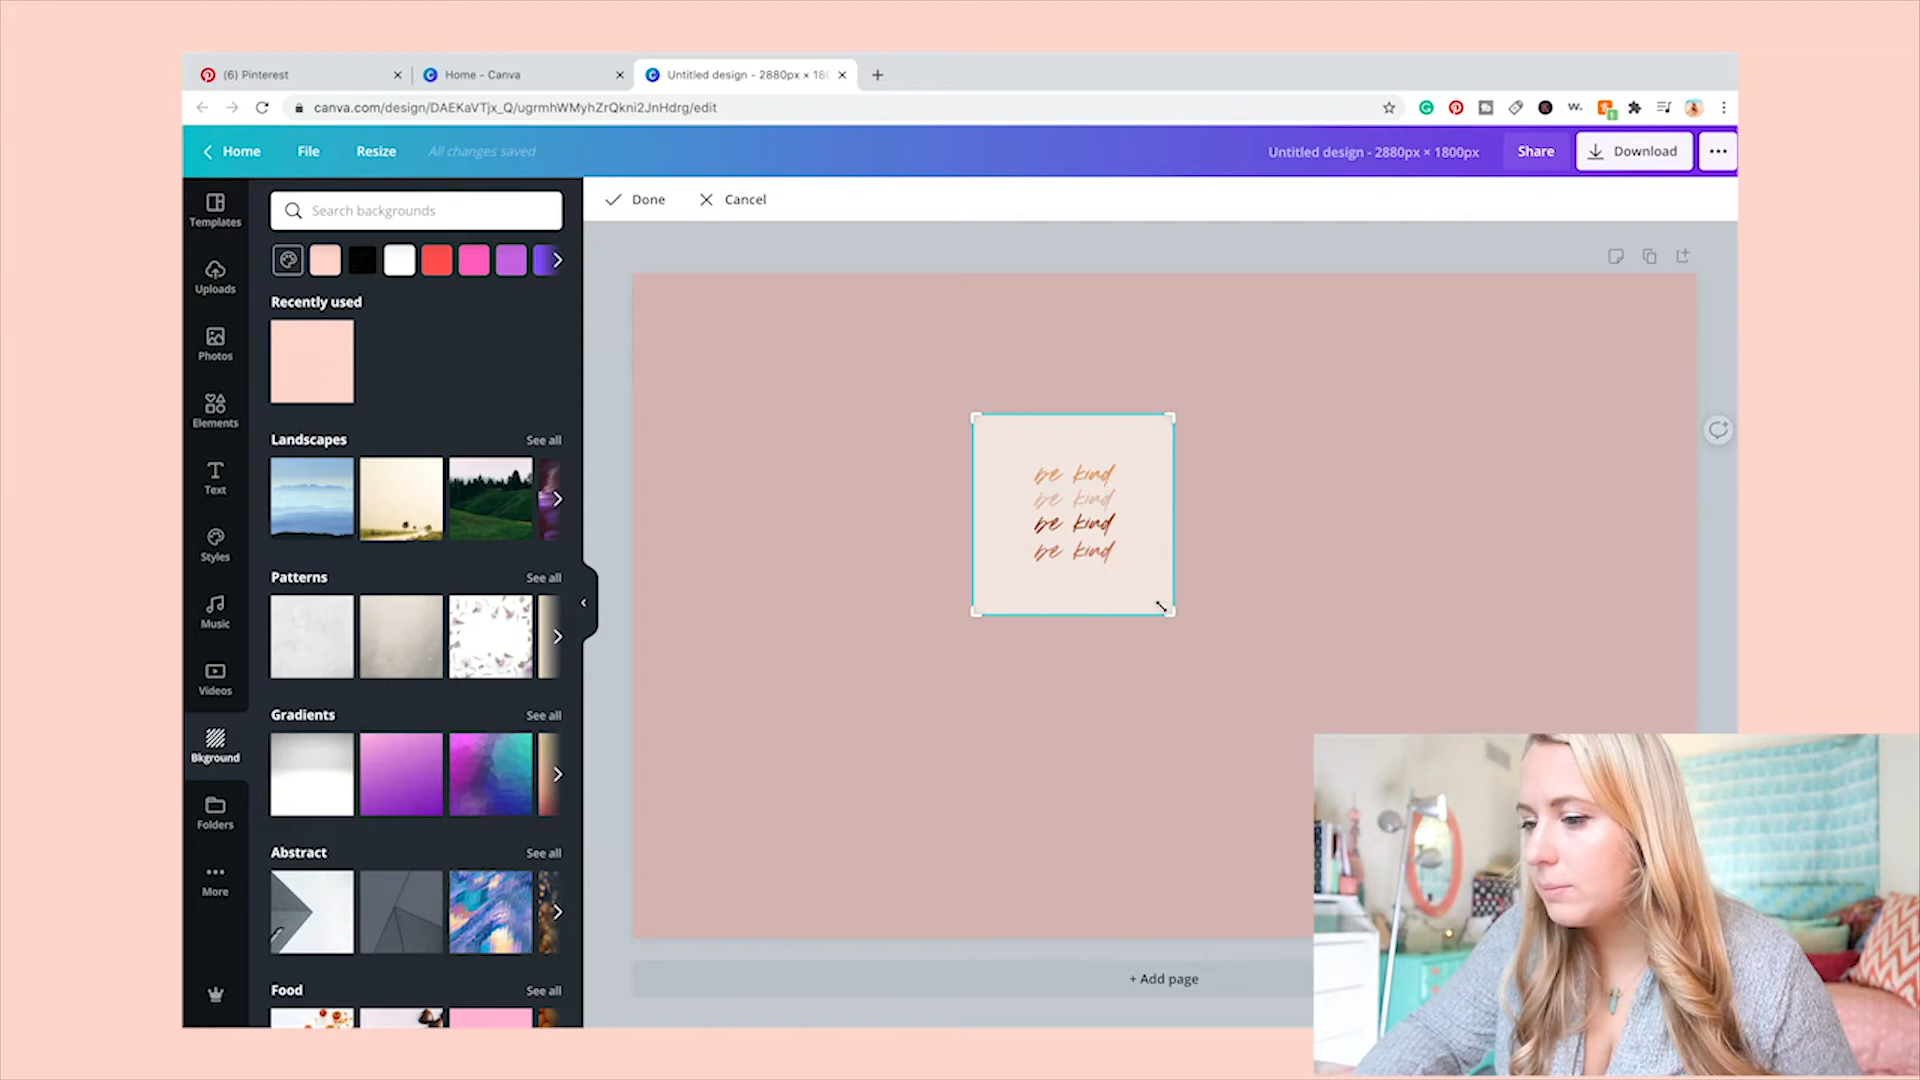 (6) Pinterest
Home - Canva
Untitled design - 2880px × 180
canva.com/design/DAEKaVTjx_Q/ugrmhWMyhZrQkni2JnHdrg/edit
W.
1
Home
File
Resize
All changes saved
Untitled design - 2880px × 1800px
Share
Download
Templates
Uploads
Photos
Elements
Text
Styles
Music
Videos
Bkground
Folders
More
Search backgrounds
Recently used
Landscapes
See all
Patterns
See all
Gradients
See all
Abstract
See all
Food
See all
Done
Cancel
be kind
be kind
be kind
be kind
+ Add page